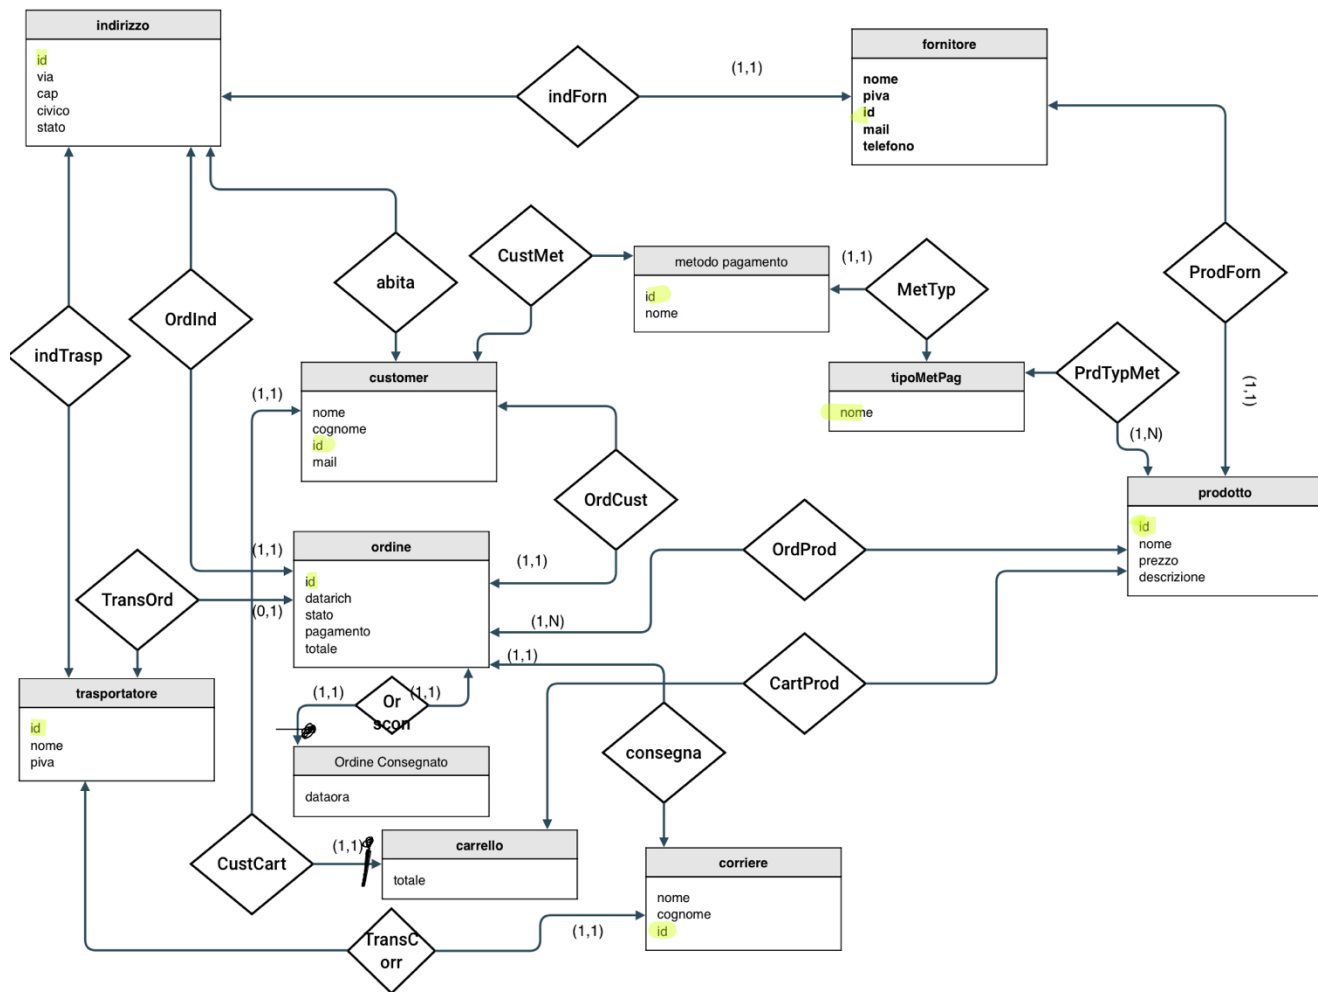 indirizzo
id
via
cap
civico
stato
indForn
(1,1)
fornitore
nome
piva
id
mail
telefono
abita
CustMet
metodo pagamento
id
nome
(1,1)
MetTyp
ProdForn
(1,1)
OrdInd
indTrasp
customer
nome
cognome
id
mail
(1,1)
tipoMetPag
nome
PrdTypMet
(1,N)
prodotto
id
nome
prezzo
descrizione
OrdCust
(1,1)
ordine
id
datarich
stato
pagamento
totale
(1,1)
(0,1)
(1,N)
(1,1)
OrdProd
TransOrd
trasportatore
id
nome
piva
(1,1)
Or
scon
(1,1)
CartProd
consegna
Ordine Consegnato
dataora
CustCart
(1,1)
carrello
totale
corriere
nome
cognome
id
TransC
orr
(1,1)